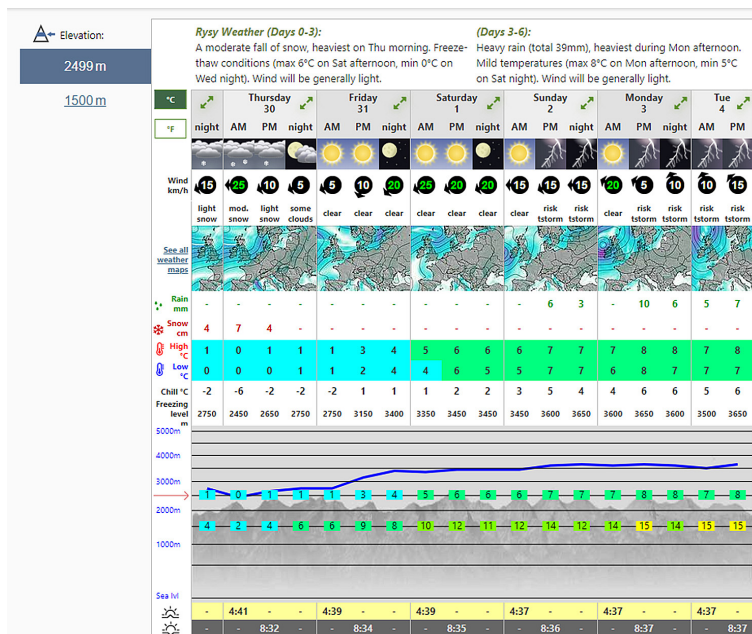 Elevation:
2499 m
1500 m
Rysy Weather (Days 0-3):
A moderate fall of snow, heaviest on Thu morning. Freeze-
thaw conditions (max 6°C on Sat afternoon, min 0°C on
Wed night). Wind will be generally light.
(Days 3-6):
Heavy rain (total 39mm), heaviest during Mon afternoon.
Mild temperatures (max 8°C on Mon afternoon, min 5°C
on Sat night). Wind will be generally light.
°C
°F
Thursday Friday Saturday Sunday Monday Tue
30 31 1 2 3 4
night AM PM night AM PM night AM PM night AM PM night AM PM night AM PM
Wind
km/h
15 25 10 5 5 10 20 25 20 20 15 15 15 20 5 10 10 15
light mod. light some clear clear clear clear clear clear clear risk risk clear risk risk risk risk
snow snow snow clouds tstorm tstorm tstorm tstorm tstorm tstorm
See all
weather
maps
Rain
mm
- - - - - - - - - - - 6 3 - 10 6 5 7
Snow
cm
4 7 4 - - - - - - - - - - - - - - -
High
°C
1 0 1 1 1 3 4 5 6 6 6 7 7 7 8 8 7 8
Low
°C
0 0 0 1 1 2 4 4 6 5 5 7 7 6 8 7 7 7
Chill °C
-2 -6 -2 -2 -2 1 1 1 2 2 3 5 4 4 6 6 5 6
Freezing
level
m
2750 2450 2650 2750 2750 3150 3400 3350 3450 3450 3450 3600 3650 3600 3650 3600 3500 3650
5000m
4000m
3000m
1 0 1 1 1 3 4 5 6 6 6 7 7 7 8 8 7 8
2000m
4 2 4 6 6 9 8 10 12 11 12 14 12 14 15 14 15 15
1000m
Sea lvl
- 4:41 - - 4:39 - - 4:39 - - 4:37 - - 4:37 - - 4:37 -
- - 8:32 - - 8:34 - - 8:35 - - 8:36 - - 8:37 - - 8:37